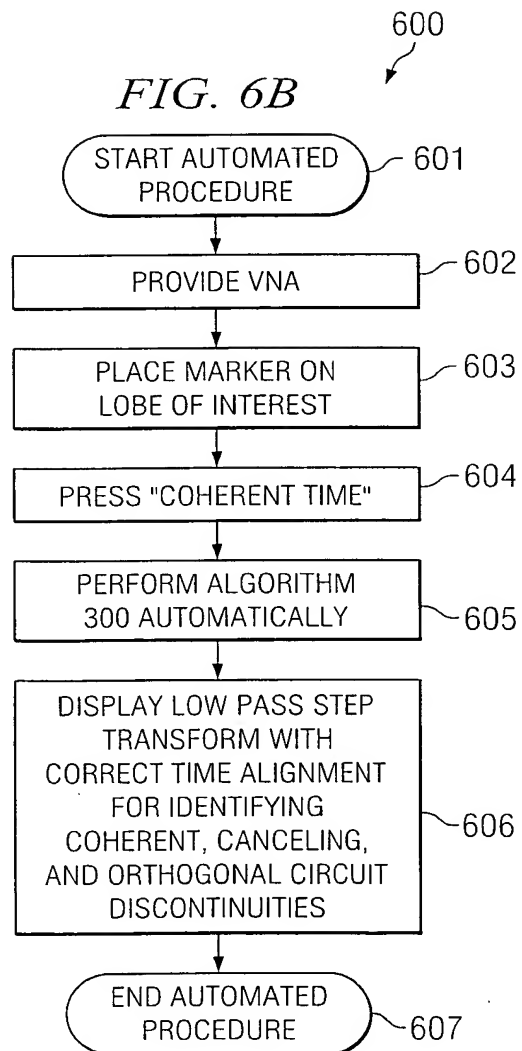 600
FIG. 6B
START AUTOMATED
PROCEDURE
601
PROVIDE VNA
602
PLACE MARKER ON
LOBE OF INTEREST
603
PRESS "COHERENT TIME"
604
PERFORM ALGORITHM
300 AUTOMATICALLY
605
DISPLAY LOW PASS STEP
TRANSFORM WITH
CORRECT TIME ALIGNMENT
FOR IDENTIFYING
COHERENT, CANCELING,
AND ORTHOGONAL CIRCUIT
DISCONTINUITIES
606
END AUTOMATED
PROCEDURE
607